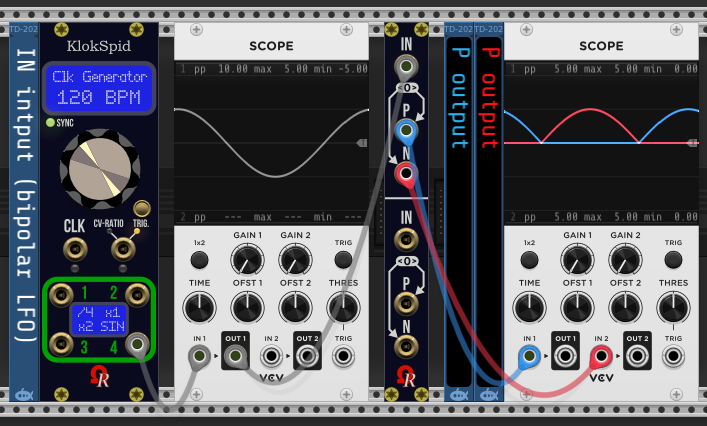 TD-202
IN intput (bipolar LFO)
KlokSpid
Clk Generator
120 BPM
SYNC
CLK
CV-RATIO
TRIG.
1
2
/4 x1
x2 SIN
3
4
ΩR
SCOPE
1 pp 10.00 max 5.00 min -5.00
1
2 pp --- max --- min ---
1x2
GAIN 1
GAIN 2
TRIG
TIME
OFST 1
OFST 2
THRES
IN 1
OUT 1
IN 2
OUT 2
TRIG
VCV
IN
<0>
P
N
IN
<0>
P
N
ΩR
TD-202
P output
TD-202
P output
SCOPE
1 pp 5.00 max 5.00 min 0.00
2 pp 5.00 max 5.00 min 0.00
1x2
GAIN 1
GAIN 2
TRIG
TIME
OFST 1
OFST 2
THRES
IN 1
OUT 1
IN 2
OUT 2
TRIG
VCV